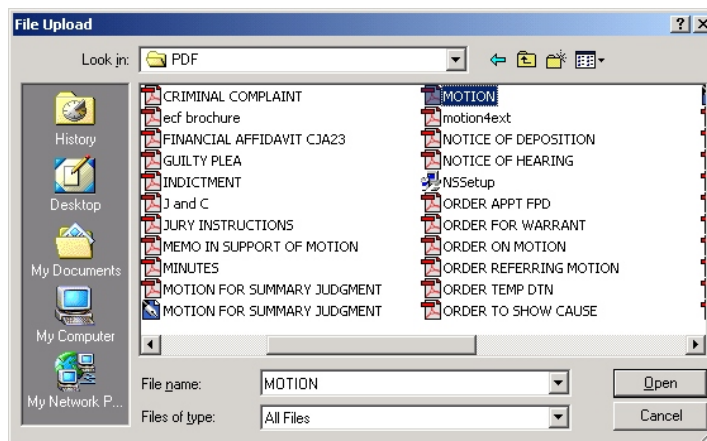 File Upload
Look in:
PDF
History
Desktop
My Documents
My Computer
My Network P...
CRIMINAL COMPLAINT
ecf brochure
FINANCIAL AFFIDAVIT CJA23
GUILTY PLEA
INDICTMENT
J and C
JURY INSTRUCTIONS
MEMO IN SUPPORT OF MOTION
MINUTES
MOTION FOR SUMMARY JUDGMENT
MOTION FOR SUMMARY JUDGMENT
MOTION
motion4ext
NOTICE OF DEPOSITION
NOTICE OF HEARING
NSSetup
ORDER APPT FPD
ORDER FOR WARRANT
ORDER ON MOTION
ORDER REFERRING MOTION
ORDER TEMP DTN
ORDER TO SHOW CAUSE
File name:
MOTION
Open
Files of type:
All Files
Cancel